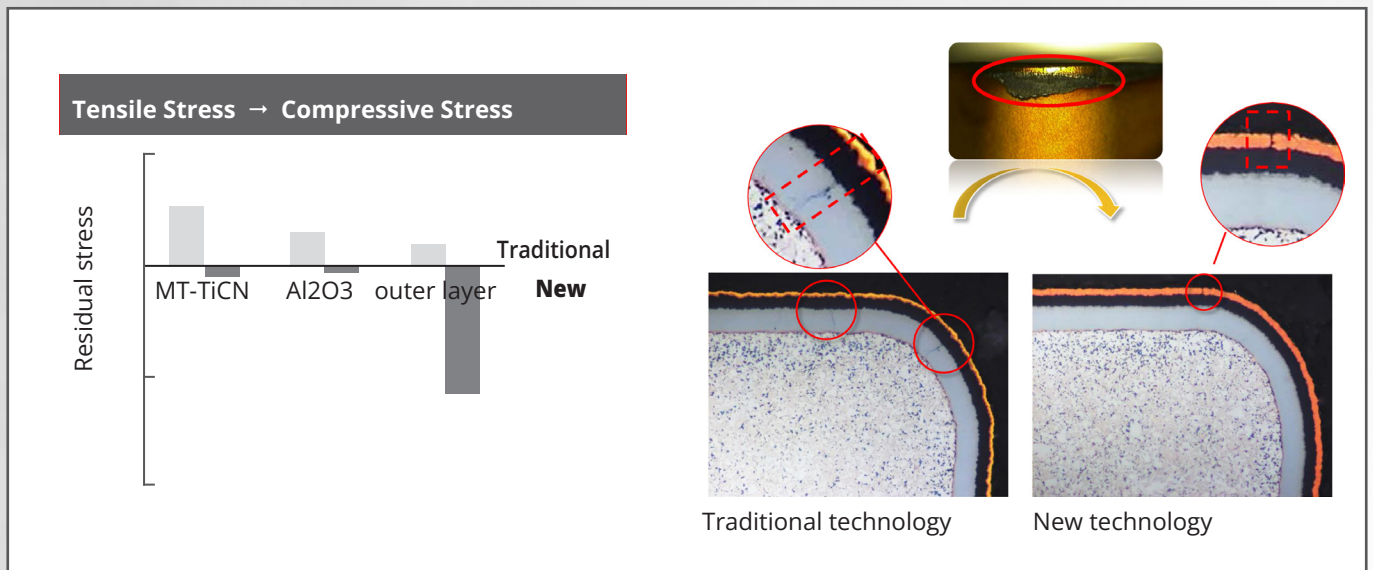 Tensile Stress → Compressive Stress
Residual stress
Traditional
MT-TiCN Al2O3 outer layer New
Traditional technology
New technology